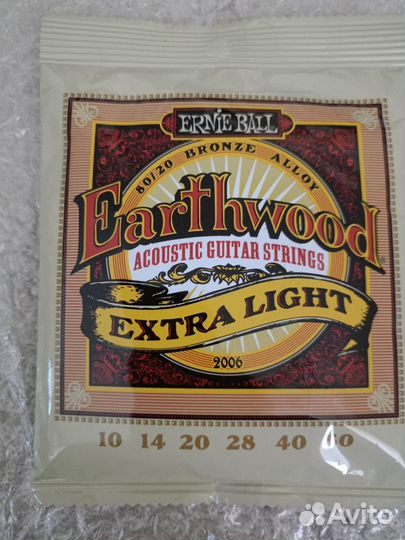 ERNIE BALL
80/20 BRONZE ALLOY
Earthwood
ACOUSTIC GUITAR STRINGS
EXTRA LIGHT
2006
10 14 20 28 40
Avito